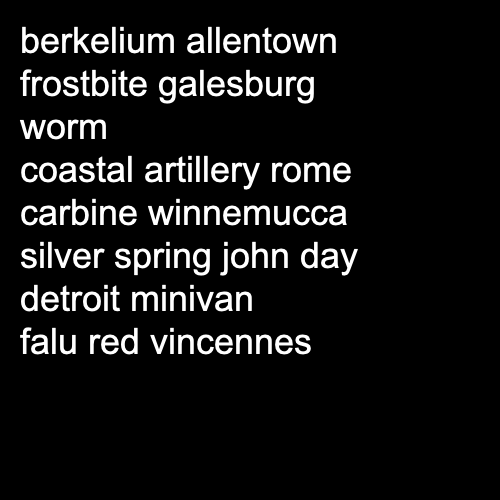 berkelium allentown
frostbite galesburg
worm
coastal artillery rome
carbine winnemucca
silver spring john day
detroit minivan
falu red vincennes